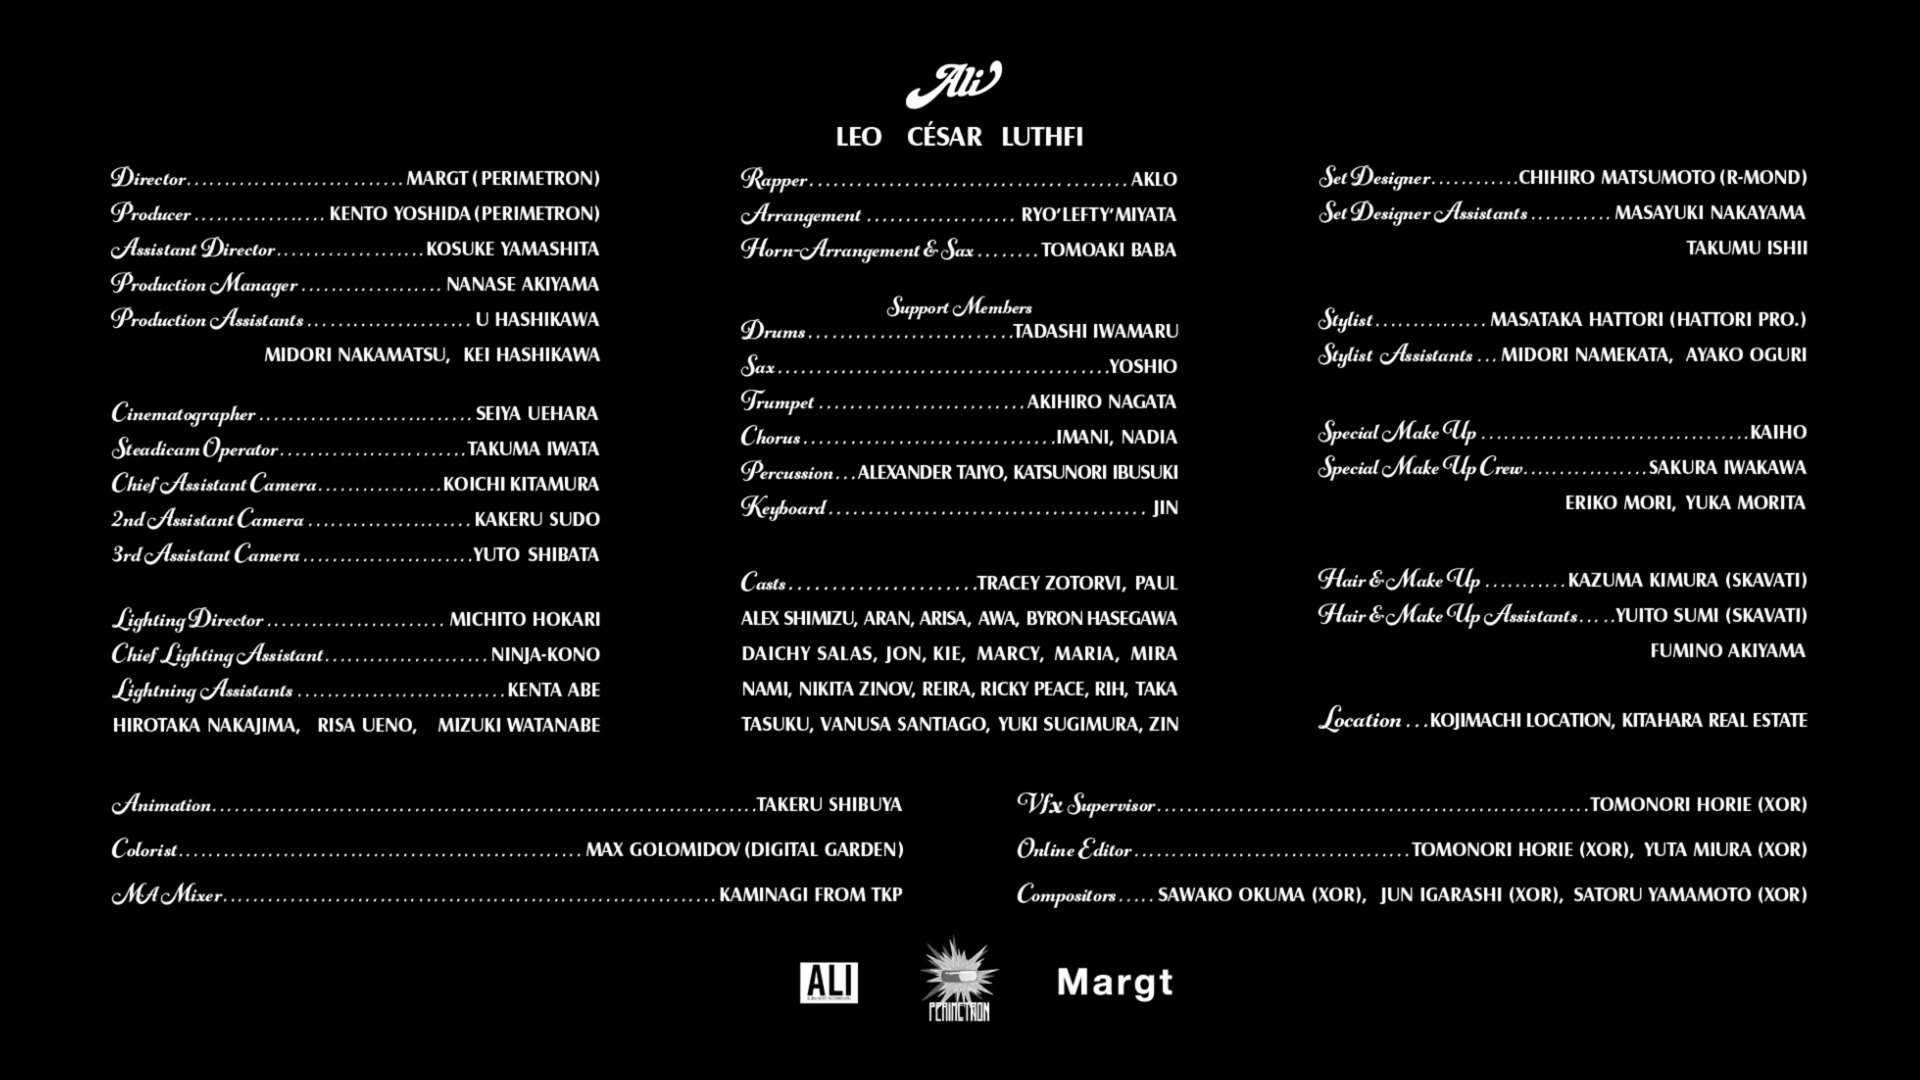 Ali
LEO CÉSAR LUTHFI
Director..............................MARGT (PERIMETRON)
Producer..................KENTO YOSHIDA (PERIMETRON)
Assistant Director....................KOSUKE YAMASHITA
Production Manager...................NANASE AKIYAMA
Production Assistants......................U HASHIKAWA
MIDORI NAKAMATSU, KEI HASHIKAWA
Cinematographer.............................SEIYA UEHARA
Steadicam Operator.........................TAKUMA IWATA
Chief Assistant Camera.................KOICHI KITAMURA
2nd Assistant Camera......................KAKERU SUDO
3rd Assistant Camera.......................YUTO SHIBATA
Lighting Director........................MICHITO HOKARI
Chief Lighting Assistant......................NINJA-KONO
Lightning Assistants............................KENTA ABE
HIROTAKA NAKAJIMA, RISA UENO, MIZUKI WATANABE
Rapper.........................................AKLO
Arrangement...................RYO'LEFTY'MIYATA
Horn-Arrangement & Sax........TOMOAKI BABA
Support Members
Drums...........................TADASHI IWAMARU
Sax...........................................YOSHIO
Trumpet...........................AKIHIRO NAGATA
Chorus................................IMANI, NADIA
Percussion...ALEXANDER TAIYO, KATSUNORI IBUSUKI
Keyboard.........................................JIN
Casts........................TRACEY ZOTORVI, PAUL
ALEX SHIMIZU, ARAN, ARISA, AWA, BYRON HASEGAWA
DAICHY SALAS, JON, KIE, MARCY, MARIA, MIRA
NAMI, NIKITA ZINOV, REIRA, RICKY PEACE, RIH, TAKA
TASUKU, VANUSA SANTIAGO, YUKI SUGIMURA, ZIN
Set Designer............CHIHIRO MATSUMOTO (R-MOND)
Set Designer Assistants...........MASAYUKI NAKAYAMA
TAKUMU ISHII
Stylist...............MASATAKA HATTORI (HATTORI PRO.)
Stylist Assistants...MIDORI NAMEKATA, AYAKO OGURI
Special Make Up....................................KAIHO
Special Make Up Crew.................SAKURA IWAKAWA
ERIKO MORI, YUKA MORITA
Hair & Make Up...........KAZUMA KIMURA (SKAVATI)
Hair & Make Up Assistants.....YUITO SUMI (SKAVATI)
FUMINO AKIYAMA
Location...KOJIMACHI LOCATION, KITAHARA REAL ESTATE
Animation.........................................................................TAKERU SHIBUYA
Colorist......................................................MAX GOLOMIDOV (DIGITAL GARDEN)
MA Mixer..................................................................KAMINAGI FROM TKP
Vfx Supervisor..........................................................TOMONORI HORIE (XOR)
Online Editor.....................................TOMONORI HORIE (XOR), YUTA MIURA (XOR)
Compositors.....SAWAKO OKUMA (XOR), JUN IGARASHI (XOR), SATORU YAMAMOTO (XOR)
ALI
PERIMETRON
Margt